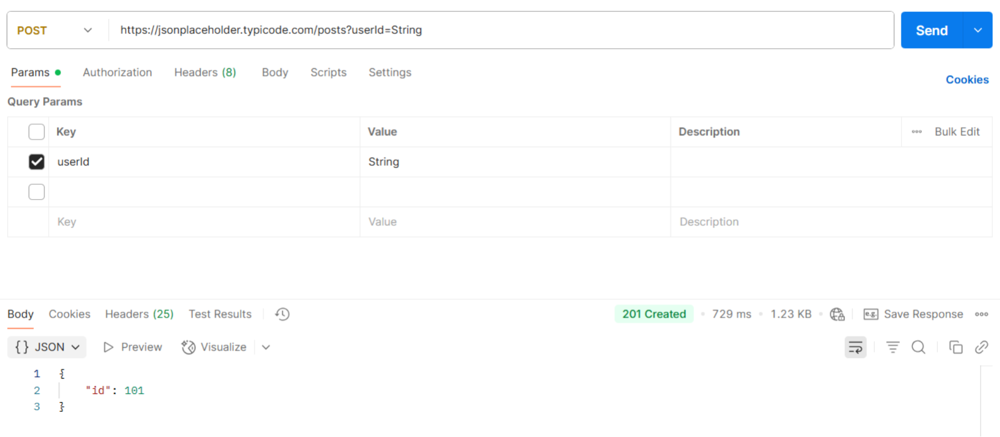 POST https://jsonplaceholder.typicode.com/posts?userId=String Send
Params Authorization Headers (8) Body Scripts Settings
Cookies
Query Params
Key Value Description Bulk Edit
userId String
Key Value Description
Body Cookies Headers (25) Test Results 201 Created 729 ms 1.23 KB e.g. Save Response
{} JSON Preview Visualize
1 {
2 "id": 101
3 }